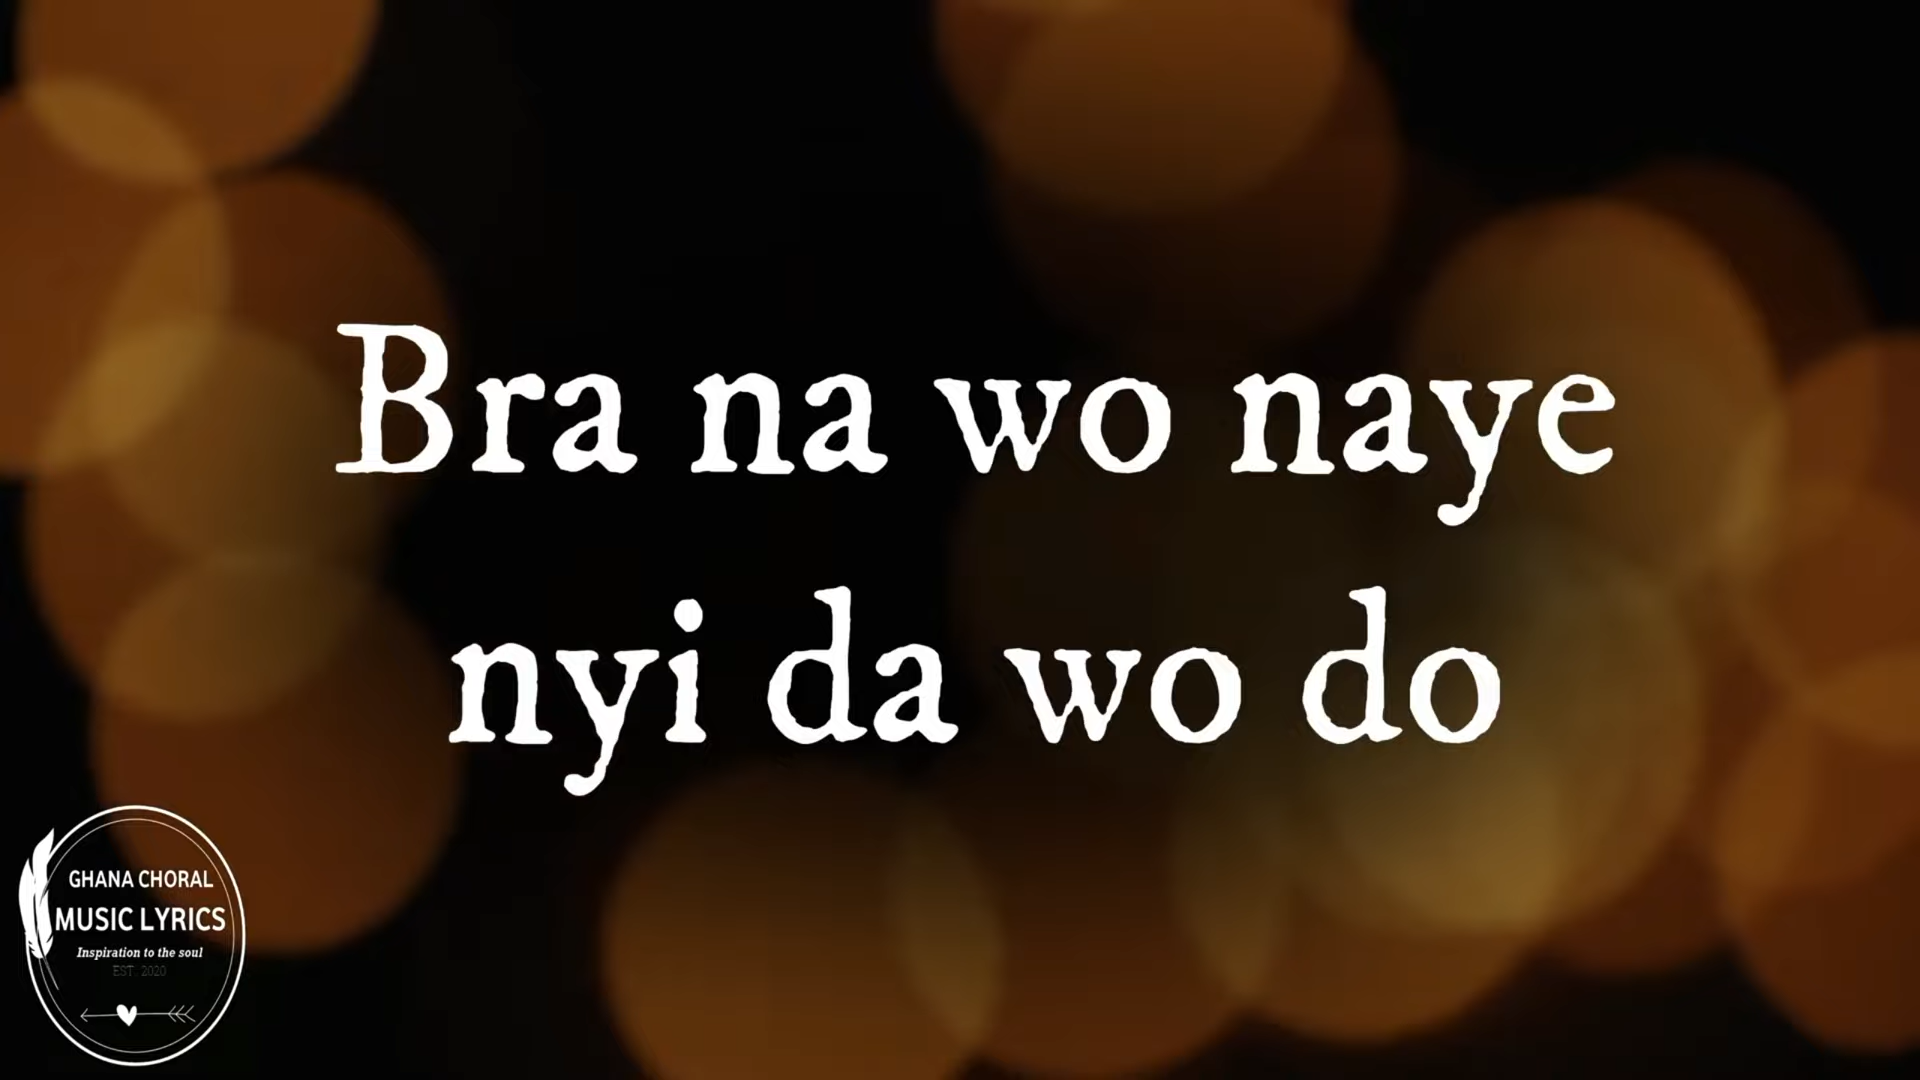 Bra na wo naye
nyi da wo do
GHANA CHORAL
MUSIC LYRICS
Inspiration to the soul
EST. 2020